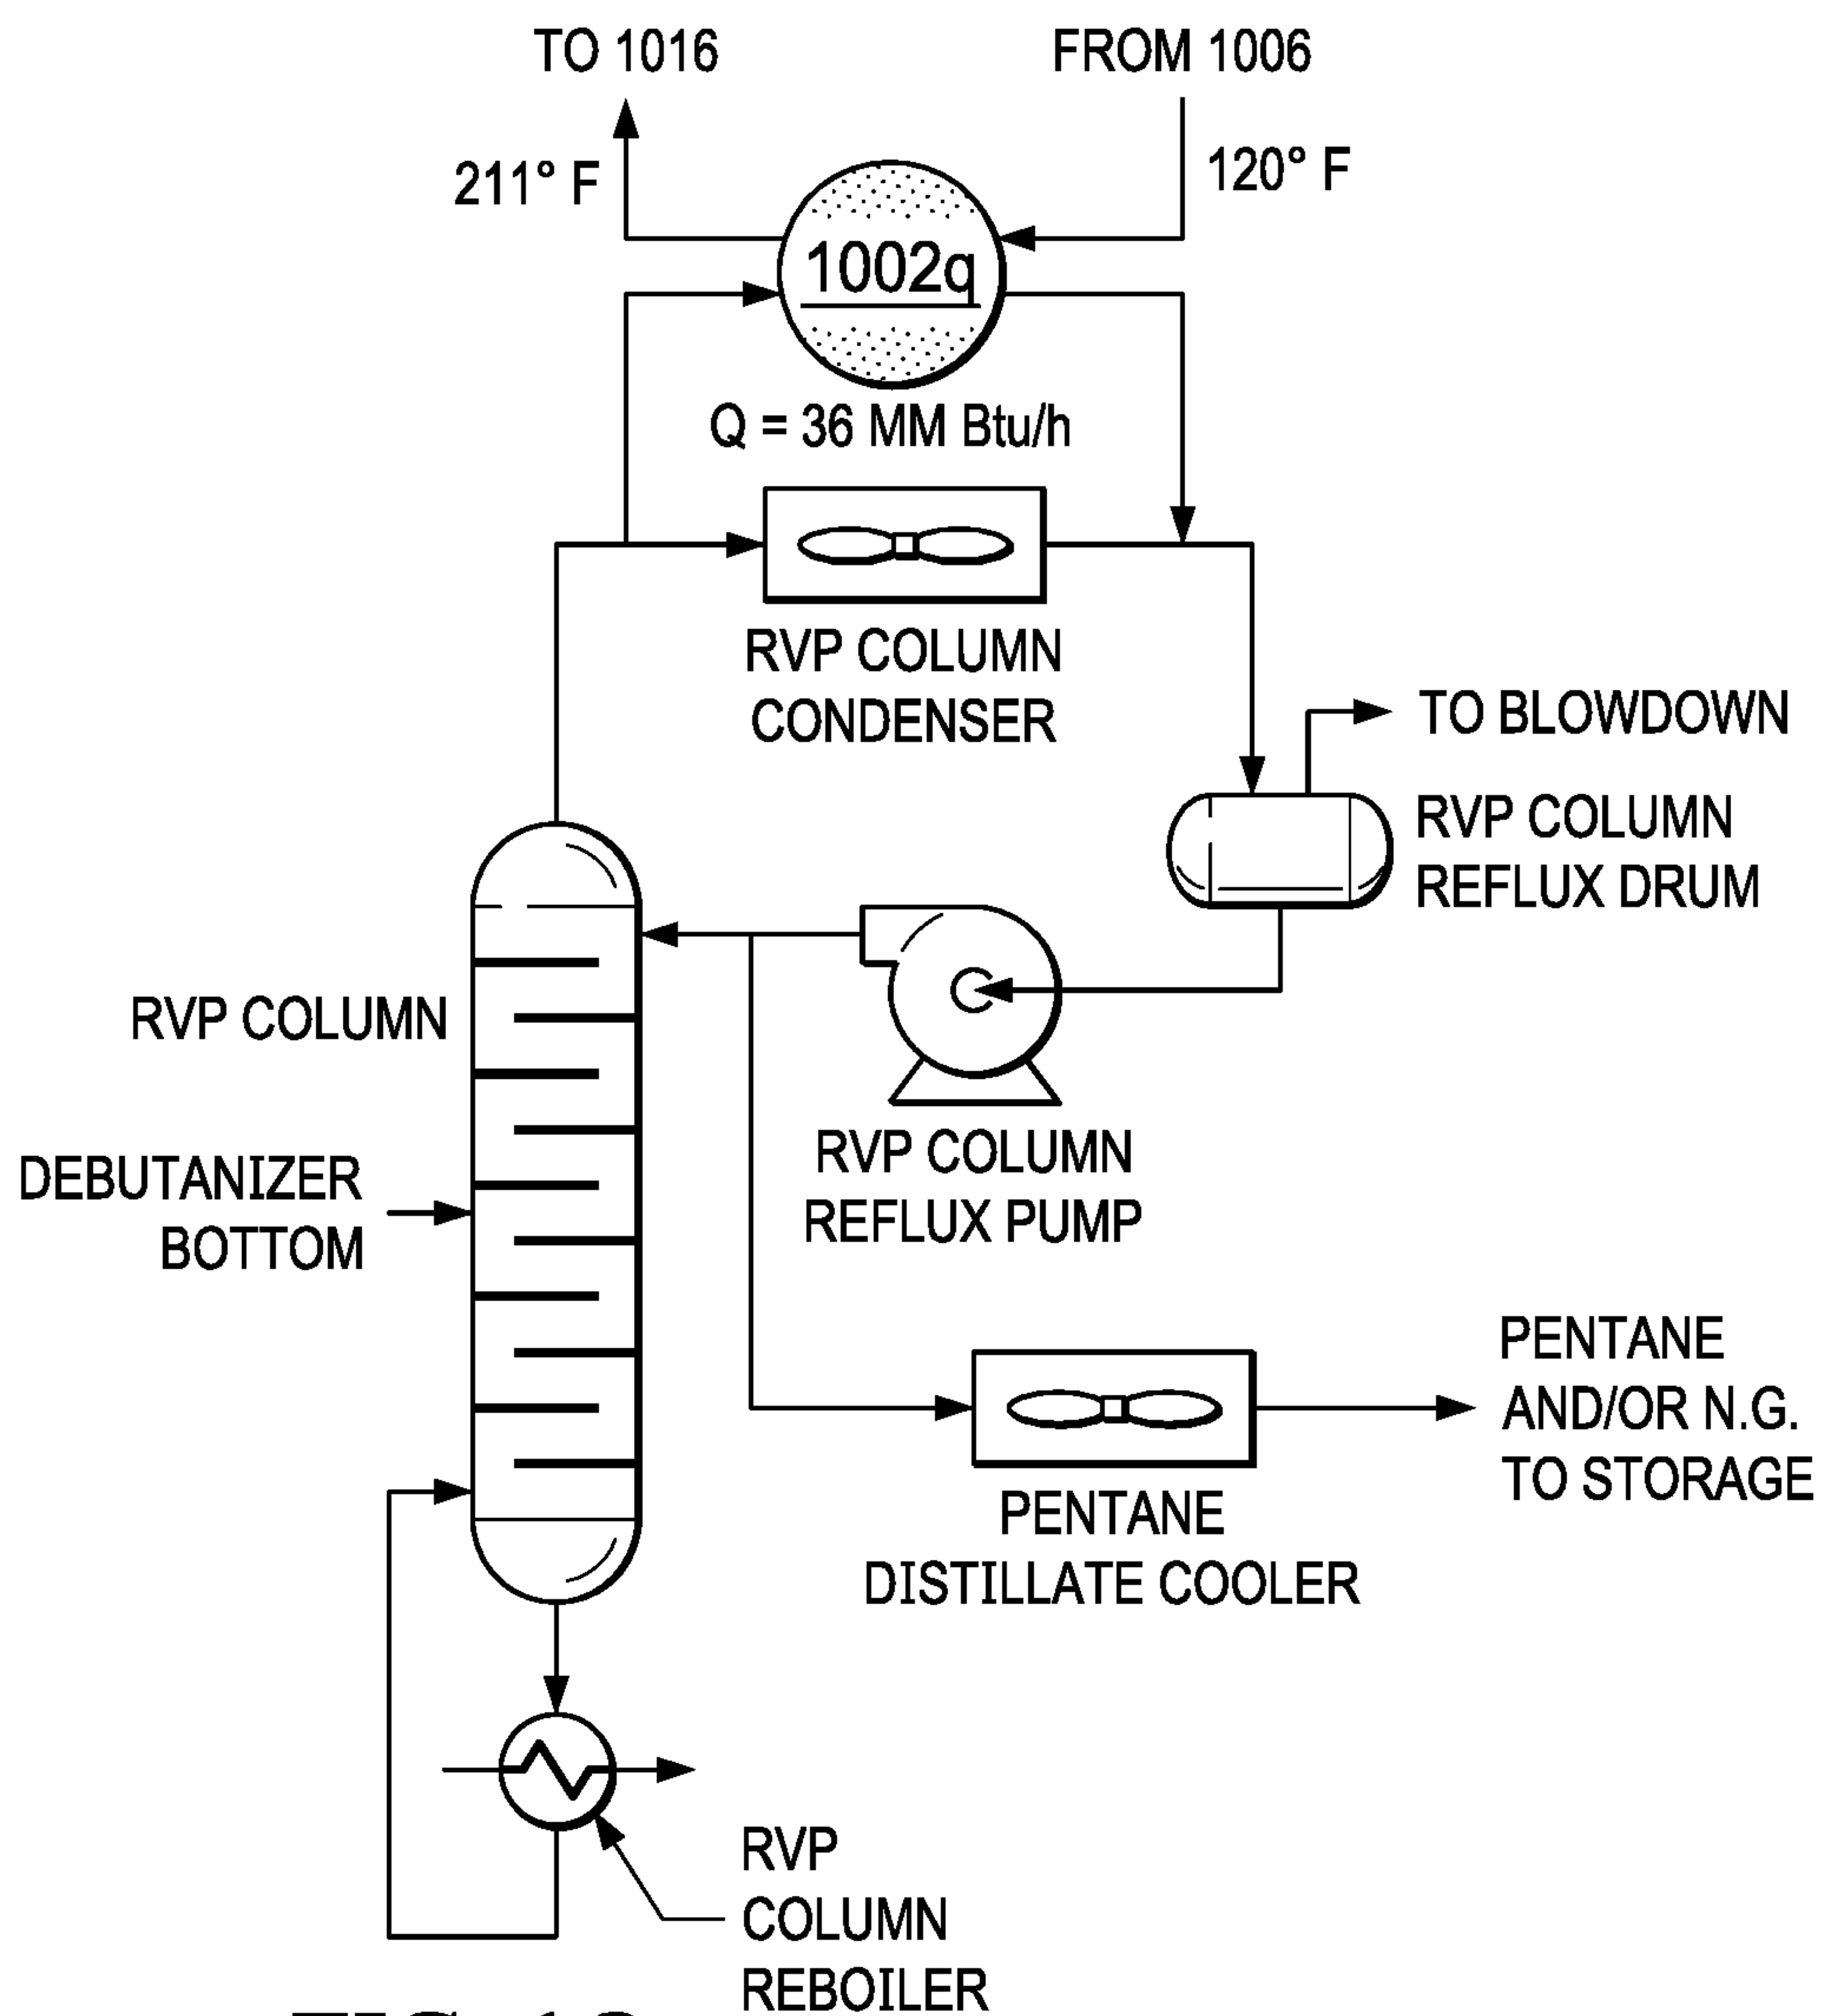 TO 1016
FROM 1006
211° F
120° F
1002q
Q = 36 MM Btu/h
RVP COLUMN
CONDENSER
TO BLOWDOWN
RVP COLUMN
REFLUX DRUM
RVP COLUMN
RVP COLUMN
REFLUX PUMP
DEBUTANIZER
BOTTOM
PENTANE
AND/OR N.G.
TO STORAGE
PENTANE
DISTILLATE COOLER
RVP
COLUMN
REBOILER